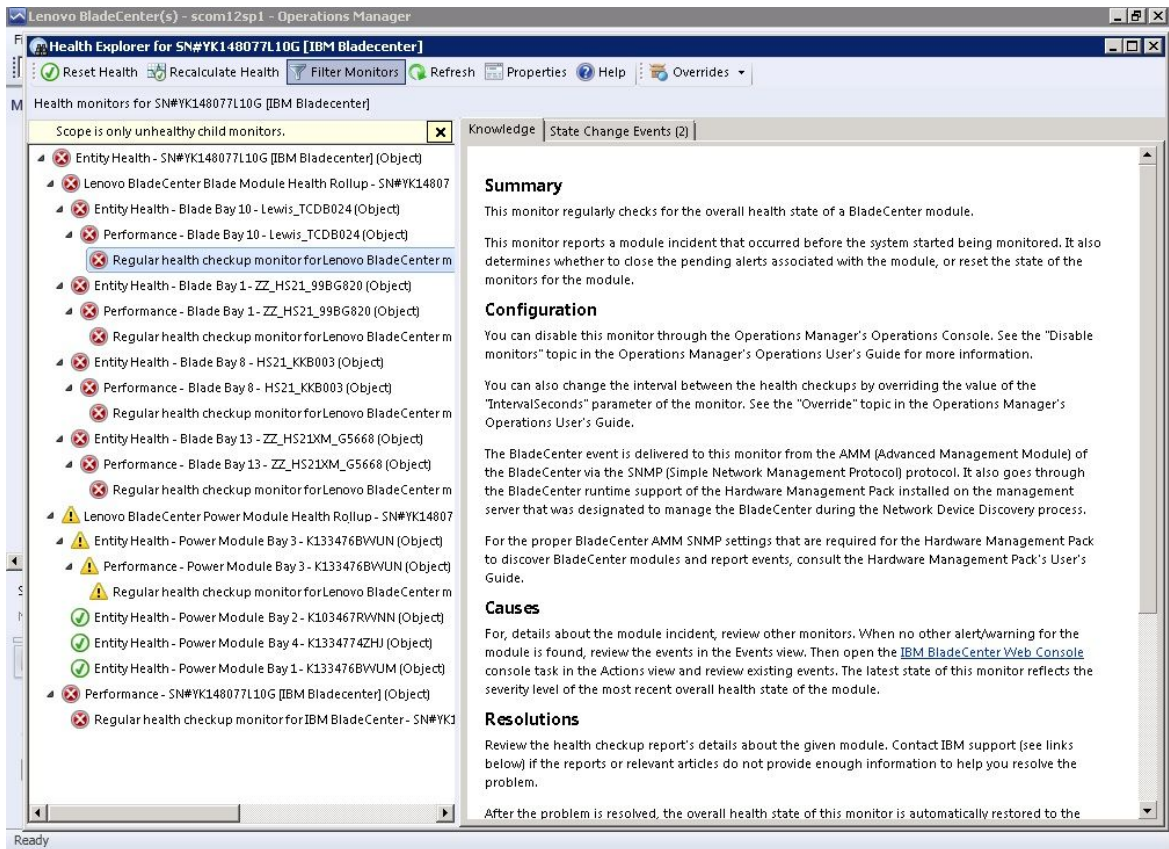 Lenovo BladeCenter(s) - scom12sp1 - Operations Manager
Health Explorer for SN#YK148077L10G [IBM Bladecenter]
Reset Health Recalculate Health Filter Monitors Refresh Properties Help Overrides
Health monitors for SN#YK148077L10G [IBM Bladecenter]
Scope is only unhealthy child monitors.
Entity Health - SN#YK148077L10G [IBM Bladecenter] (Object)
Lenovo BladeCenter Blade Module Health Rollup - SN#YK14807
Entity Health - Blade Bay 10 - Lewis_TCDB024 (Object)
Performance - Blade Bay 10 - Lewis_TCDB024 (Object)
Regular health checkup monitor for Lenovo BladeCenter m
Entity Health - Blade Bay 1 - ZZ_HS21_99BG820 (Object)
Performance - Blade Bay 1 - ZZ_HS21_99BG820 (Object)
Regular health checkup monitor for Lenovo BladeCenter m
Entity Health - Blade Bay 8 - HS21_KKB003 (Object)
Performance - Blade Bay 8 - HS21_KKB003 (Object)
Regular health checkup monitor for Lenovo BladeCenter m
Entity Health - Blade Bay 13 - ZZ_HS21XM_G5668 (Object)
Performance - Blade Bay 13 - ZZ_HS21XM_G5668 (Object)
Regular health checkup monitor for Lenovo BladeCenter m
Lenovo BladeCenter Power Module Health Rollup - SN#YK14807
Entity Health - Power Module Bay 3 - K133476BWUN (Object)
Performance - Power Module Bay 3 - K133476BWUN (Object)
Regular health checkup monitor for Lenovo BladeCenter m
Entity Health - Power Module Bay 2 - K103467RWNN (Object)
Entity Health - Power Module Bay 4 - K1334774ZHJ (Object)
Entity Health - Power Module Bay 1 - K133476BWUM (Object)
Performance - SN#YK148077L10G [IBM Bladecenter] (Object)
Regular health checkup monitor for IBM BladeCenter - SN#YK1
Knowledge State Change Events (2)
Summary
This monitor regularly checks for the overall health state of a BladeCenter module.
This monitor reports a module incident that occurred before the system started being monitored. It also
determines whether to close the pending alerts associated with the module, or reset the state of the
monitors for the module.
Configuration
You can disable this monitor through the Operations Manager's Operations Console. See the "Disable
monitors" topic in the Operations Manager's Operations User's Guide for more information.
You can also change the interval between the health checkups by overriding the value of the
"IntervalSeconds" parameter of the monitor. See the "Override" topic in the Operations Manager's
Operations User's Guide.
The BladeCenter event is delivered to this monitor from the AMM (Advanced Management Module) of
the BladeCenter via the SNMP (Simple Network Management Protocol) protocol. It also goes through
the BladeCenter runtime support of the Hardware Management Pack installed on the management
server that was designated to manage the BladeCenter during the Network Device Discovery process.
For the proper BladeCenter AMM SNMP settings that are required for the Hardware Management Pack
to discover BladeCenter modules and report events, consult the Hardware Management Pack's User's
Guide.
Causes
For, details about the module incident, review other monitors. When no other alert/warning for the
module is found, review the events in the Events view. Then open the IBM BladeCenter Web Console
console task in the Actions view and review existing events. The latest state of this monitor reflects the
severity level of the most recent overall health state of the module.
Resolutions
Review the health checkup report's details about the given module. Contact IBM support (see links
below) if the reports or relevant articles do not provide enough information to help you resolve the
problem.
After the problem is resolved, the overall health state of this monitor is automatically restored to the
Ready